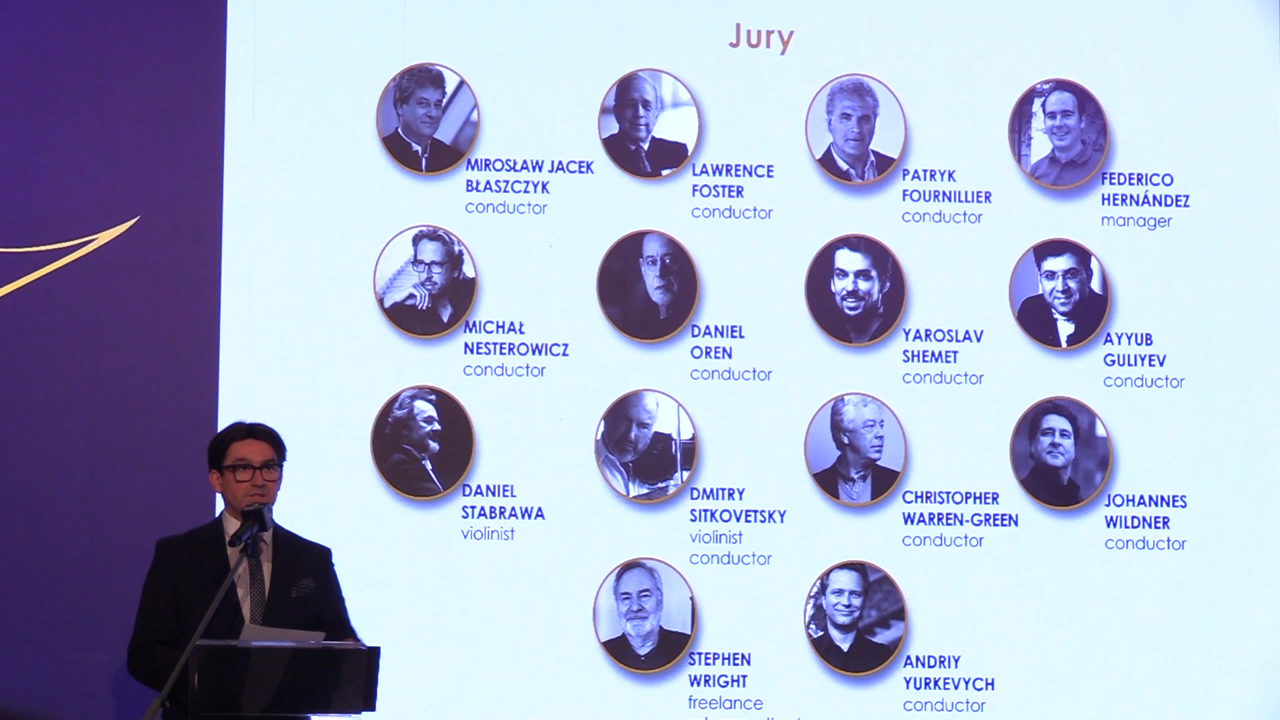 Jury
MIROSŁAW JACEK
BŁASZCZYK
conductor
LAWRENCE
FOSTER
conductor
PATRYK
FOURNILLIER
conductor
FEDERICO
HERNÁNDEZ
manager
MICHAŁ
NESTEROWICZ
conductor
DANIEL
OREN
conductor
YAROSLAV
SHEMET
conductor
AYYUB
GULIYEV
conductor
DANIEL
STABRAWA
violinist
DMITRY
SITKOVETSKY
violinist
conductor
CHRISTOPHER
WARREN-GREEN
conductor
JOHANNES
WILDNER
conductor
STEPHEN
WRIGHT
freelance
ANDRIY
YURKEVYCH
conductor